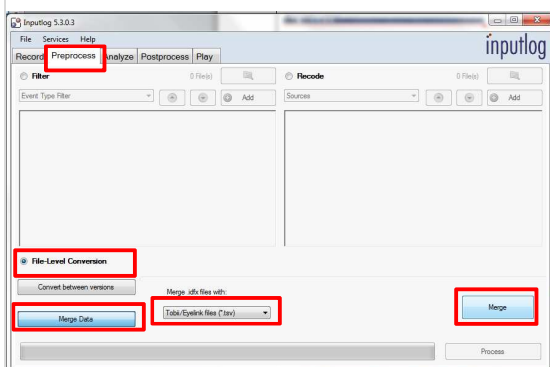 Inputlog 5.3.0.3
File Services Help
inputlog
Record Preprocess Analyze Postprocess Play
Filter 0 File(s) Recode 0 File(s)
Event Type Filter Add Sources Add
File-Level Conversion
Convert between versions Merge .idfx files with:
Merge Data Tobii/Eyelink files (*.tsv) Merge
Process